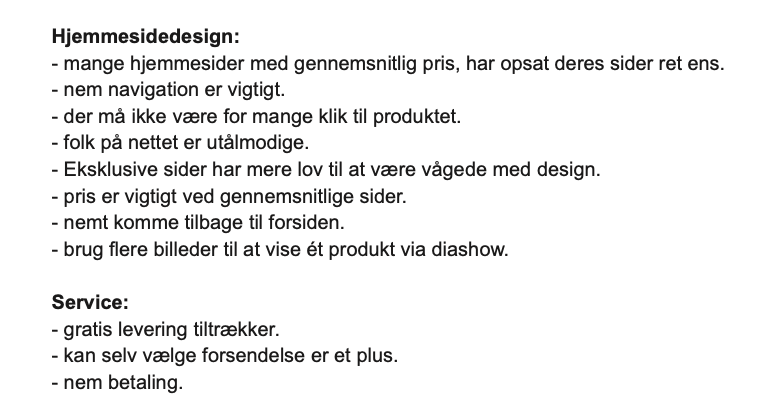 Hjemmesidedesign:
- mange hjemmesider med gennemsnitlig pris, har opsat deres sider ret ens.
- nem navigation er vigtigt.
- der må ikke være for mange klik til produktet.
- folk på nettet er utålmodige.
- Eksklusive sider har mere lov til at være vågede med design.
- pris er vigtigt ved gennemsnitlige sider.
- nemt komme tilbage til forsiden.
- brug flere billeder til at vise ét produkt via diashow.
Service:
- gratis levering tiltrækker.
- kan selv vælge forsendelse er et plus.
- nem betaling.